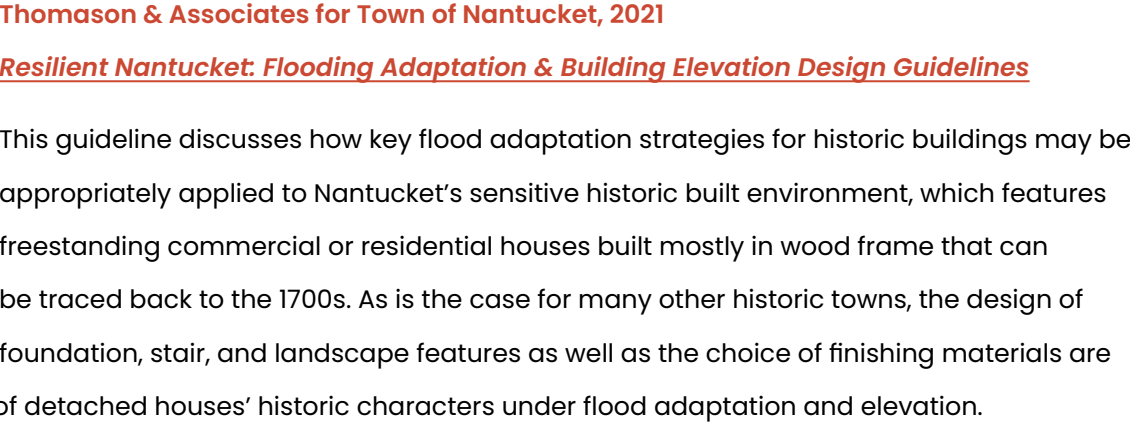 Thomason & Associates for Town of Nantucket, 2021
Resilient Nantucket: Flooding Adaptation & Building Elevation Design Guidelines
This guideline discusses how key flood adaptation strategies for historic buildings may be
appropriately applied to Nantucket’s sensitive historic built environment, which features
freestanding commercial or residential houses built mostly in wood frame that can
be traced back to the 1700s. As is the case for many other historic towns, the design of
foundation, stair, and landscape features as well as the choice of finishing materials are
of detached houses’ historic characters under flood adaptation and elevation.